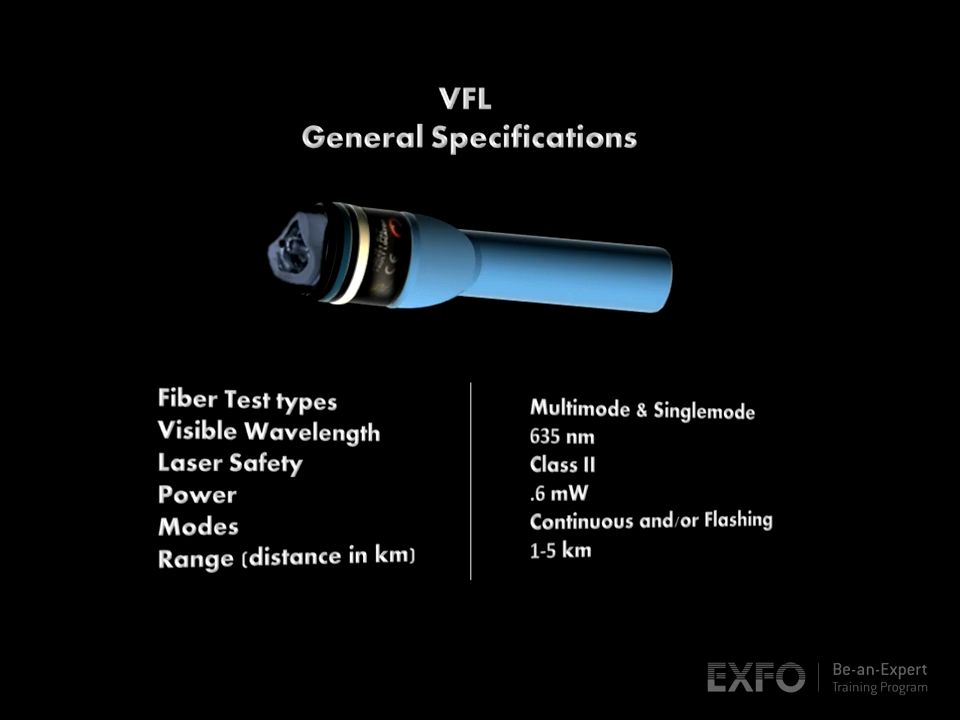 VFL
General Specifications
Fiber Test types
Visible Wavelength
Laser Safety
Power
Modes
Range (distance in km)
Multimode & Singlemode
635 nm
Class II
.6 mW
Continuous and/or Flashing
1-5 km
EXFO
Be-an-Expert
Training Program